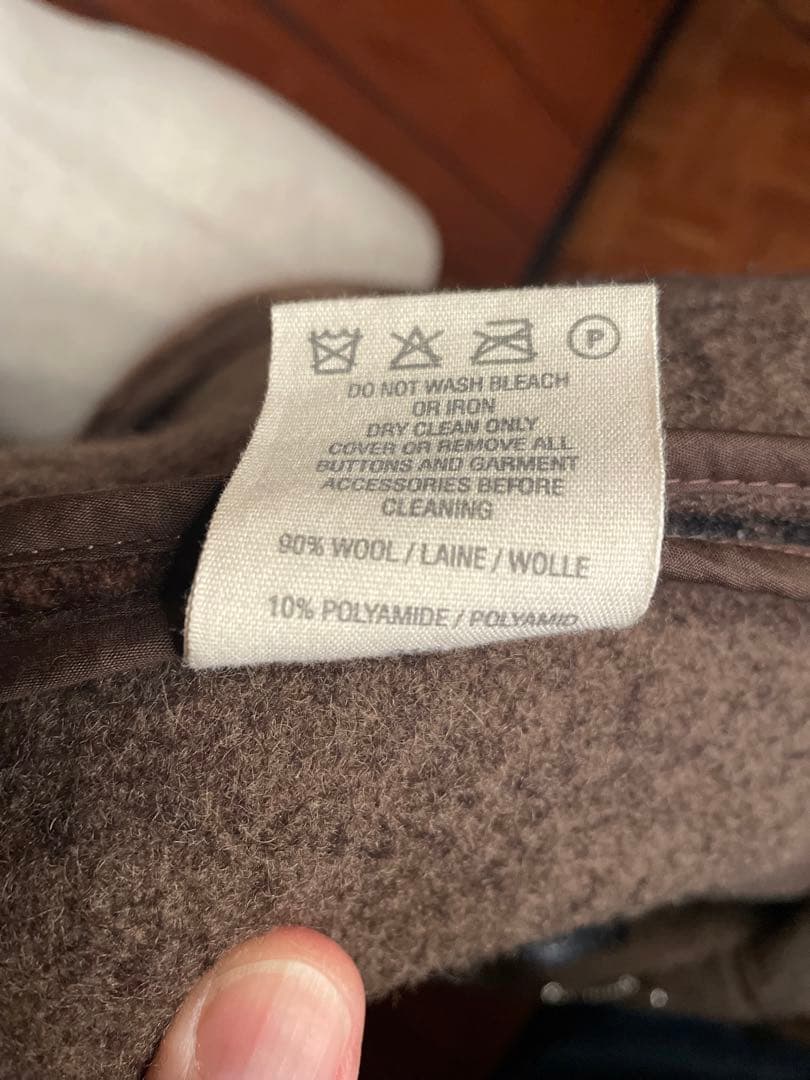 P
DO NOT WASH BLEACH
OR IRON
DRY CLEAN ONLY
COVER OR REMOVE ALL
BUTTONS AND GARMENT
ACCESSORIES BEFORE
CLEANING
90% WOOL / LAINE / WOLLE
10% POLYAMIDE / POLYAMID